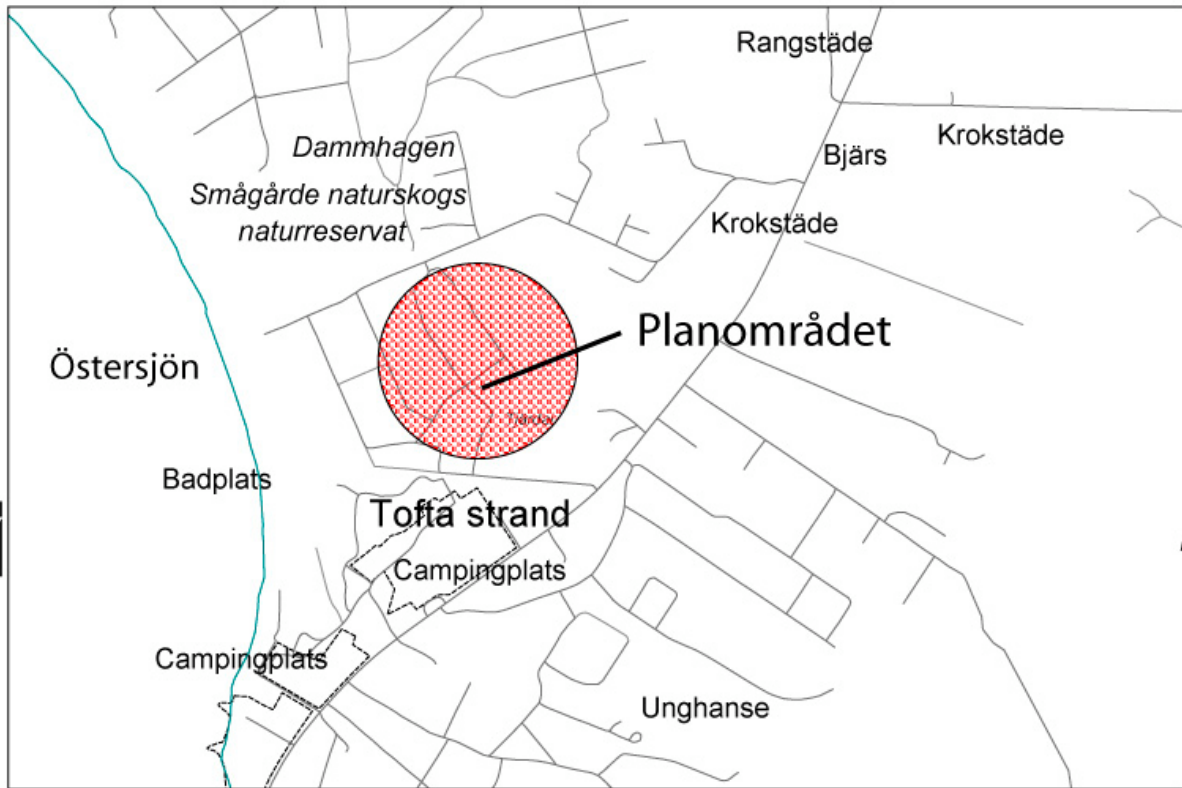 Rangstäde
Krokstäde
Bjärs
Dammhagen
Smågårde naturskogs
naturreservat
Krokstäde
Planområdet
Östersjön
Badplats
Tofta strand
Campingplats
Campingplats
Unghanse